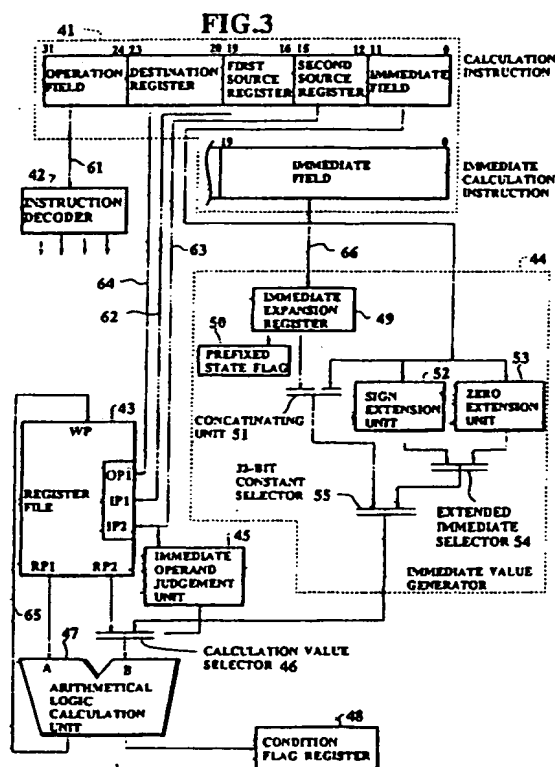 FIG.3
41
31 24 23 20 19 16 15 12 11 0
OPERATION FIELD
DESTINATION REGISTER
FIRST SOURCE REGISTER
SECOND SOURCE REGISTER
IMMEDIATE FIELD
CALCULATION INSTRUCTION
19 0
IMMEDIATE FIELD
IMMEDIATE CALCULATION INSTRUCTION
61
42
INSTRUCTION DECODER
63
64
62
66
44
IMMEDIATE EXPANSION REGISTER
49
50
PREFIXED STATE FLAG
52
SIGN EXTENSION UNIT
53
ZERO EXTENSION UNIT
CONCATINATING UNIT 51
43
WP
REGISTER FILE
OP1
IP1
IP2
RP1 RP2
32-BIT CONSTANT SELECTOR
55
EXTENDED IMMEDIATE SELECTOR 54
IMMEDIATE VALUE GENERATOR
45
IMMEDIATE OPERAND JUDGEMENT UNIT
65
47
CALCULATION VALUE SELECTOR 46
A B
ARITHMETICAL LOGIC CALCULATION UNIT
48
CONDITION FLAG REGISTER